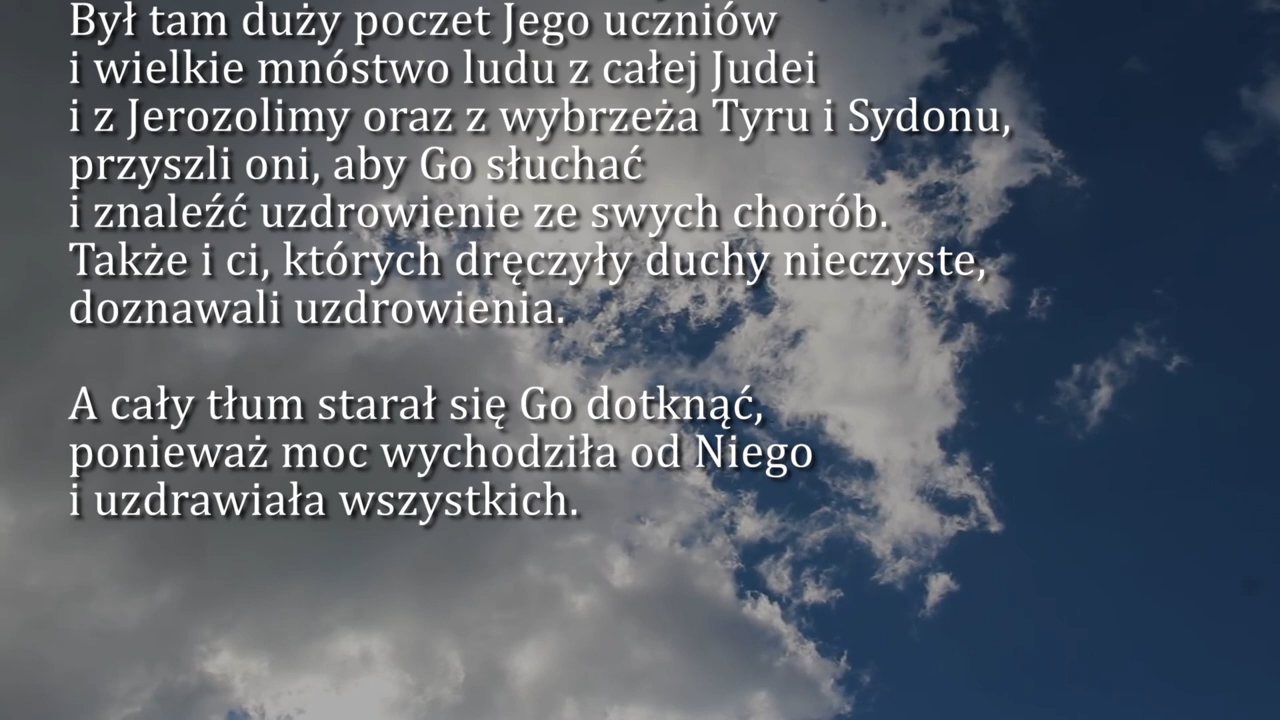 Był tam duży poczet Jego uczniów
i wielkie mnóstwo ludu z całej Judei
i z Jerozolimy oraz z wybrzeża Tyru i Sydonu,
przyszli oni, aby Go słuchać
i znaleźć uzdrowienie ze swych chorób.
Także i ci, których dręczyły duchy nieczyste,
doznawali uzdrowienia.
A cały tłum starał się Go dotknąć,
ponieważ moc wychodziła od Niego
i uzdrawiała wszystkich.